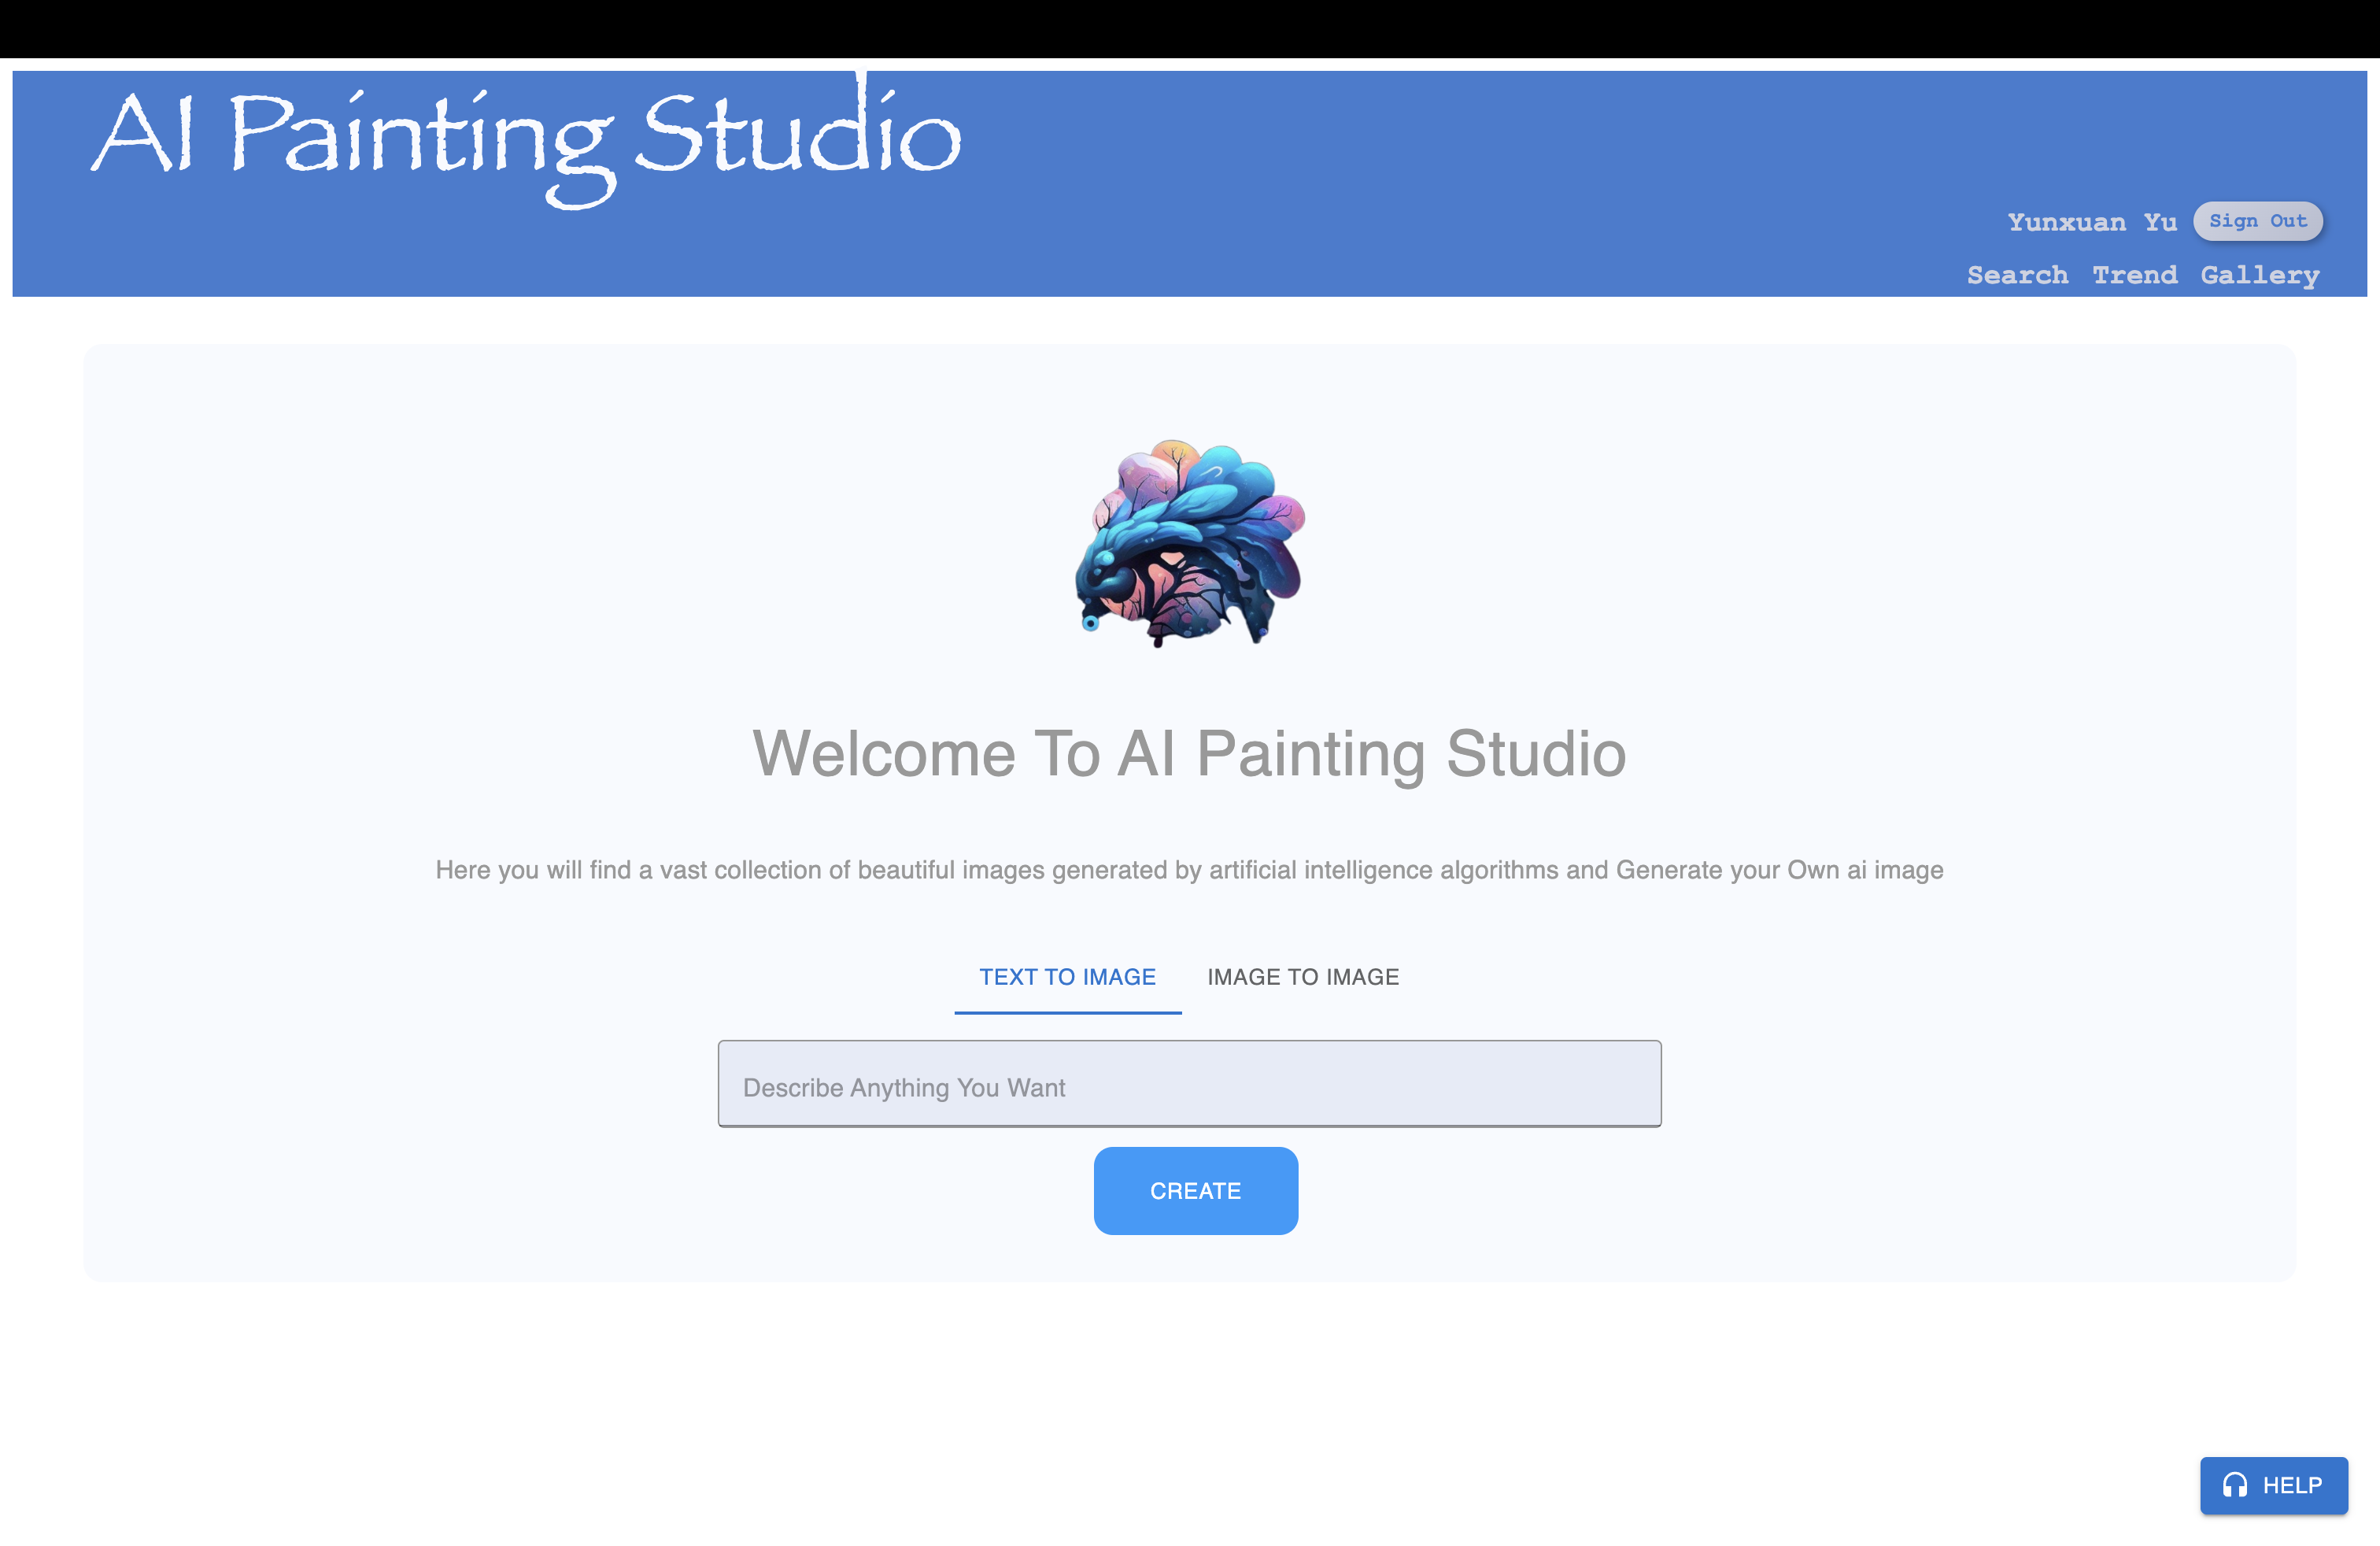 AI Painting Studio
Yunxuan Yu Sign Out
Search Trend Gallery
Welcome To AI Painting Studio
Here you will find a vast collection of beautiful images generated by artificial intelligence algorithms and Generate your Own ai image
TEXT TO IMAGE IMAGE TO IMAGE
Describe Anything You Want
CREATE
HELP